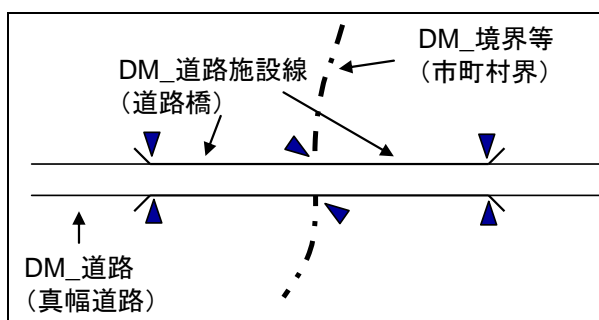 DM_境界等
（市町村界）
DM_道路施設線
（道路橋）
DM_道路
（真幅道路）